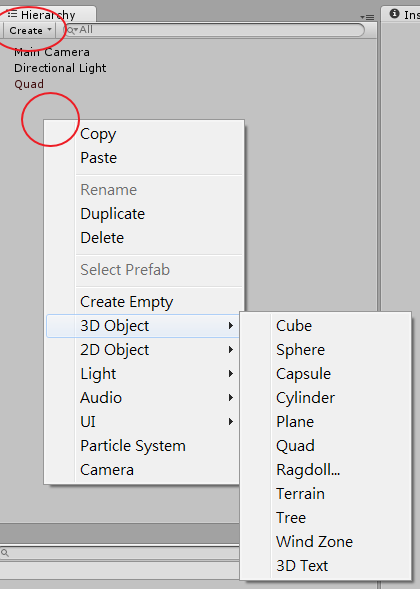 Hierarchy
Ins
Create
All
Main Camera
Directional Light
Quad
Copy
Paste
Rename
Duplicate
Delete
Select Prefab
Create Empty
3D Object
2D Object
Light
Audio
UI
Particle System
Camera
Cube
Sphere
Capsule
Cylinder
Plane
Quad
Ragdoll...
Terrain
Tree
Wind Zone
3D Text